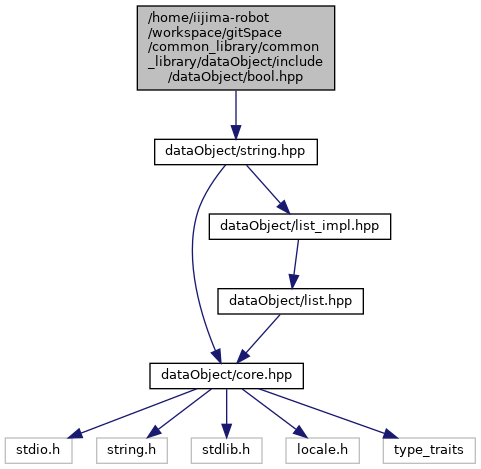 /home/iijima-robot
/workspace/gitSpace
/common_library/common
_library/dataObject/include
/dataObject/bool.hpp
dataObject/string.hpp
dataObject/list_impl.hpp
dataObject/list.hpp
dataObject/core.hpp
stdio.h
string.h
stdlib.h
locale.h
type_traits